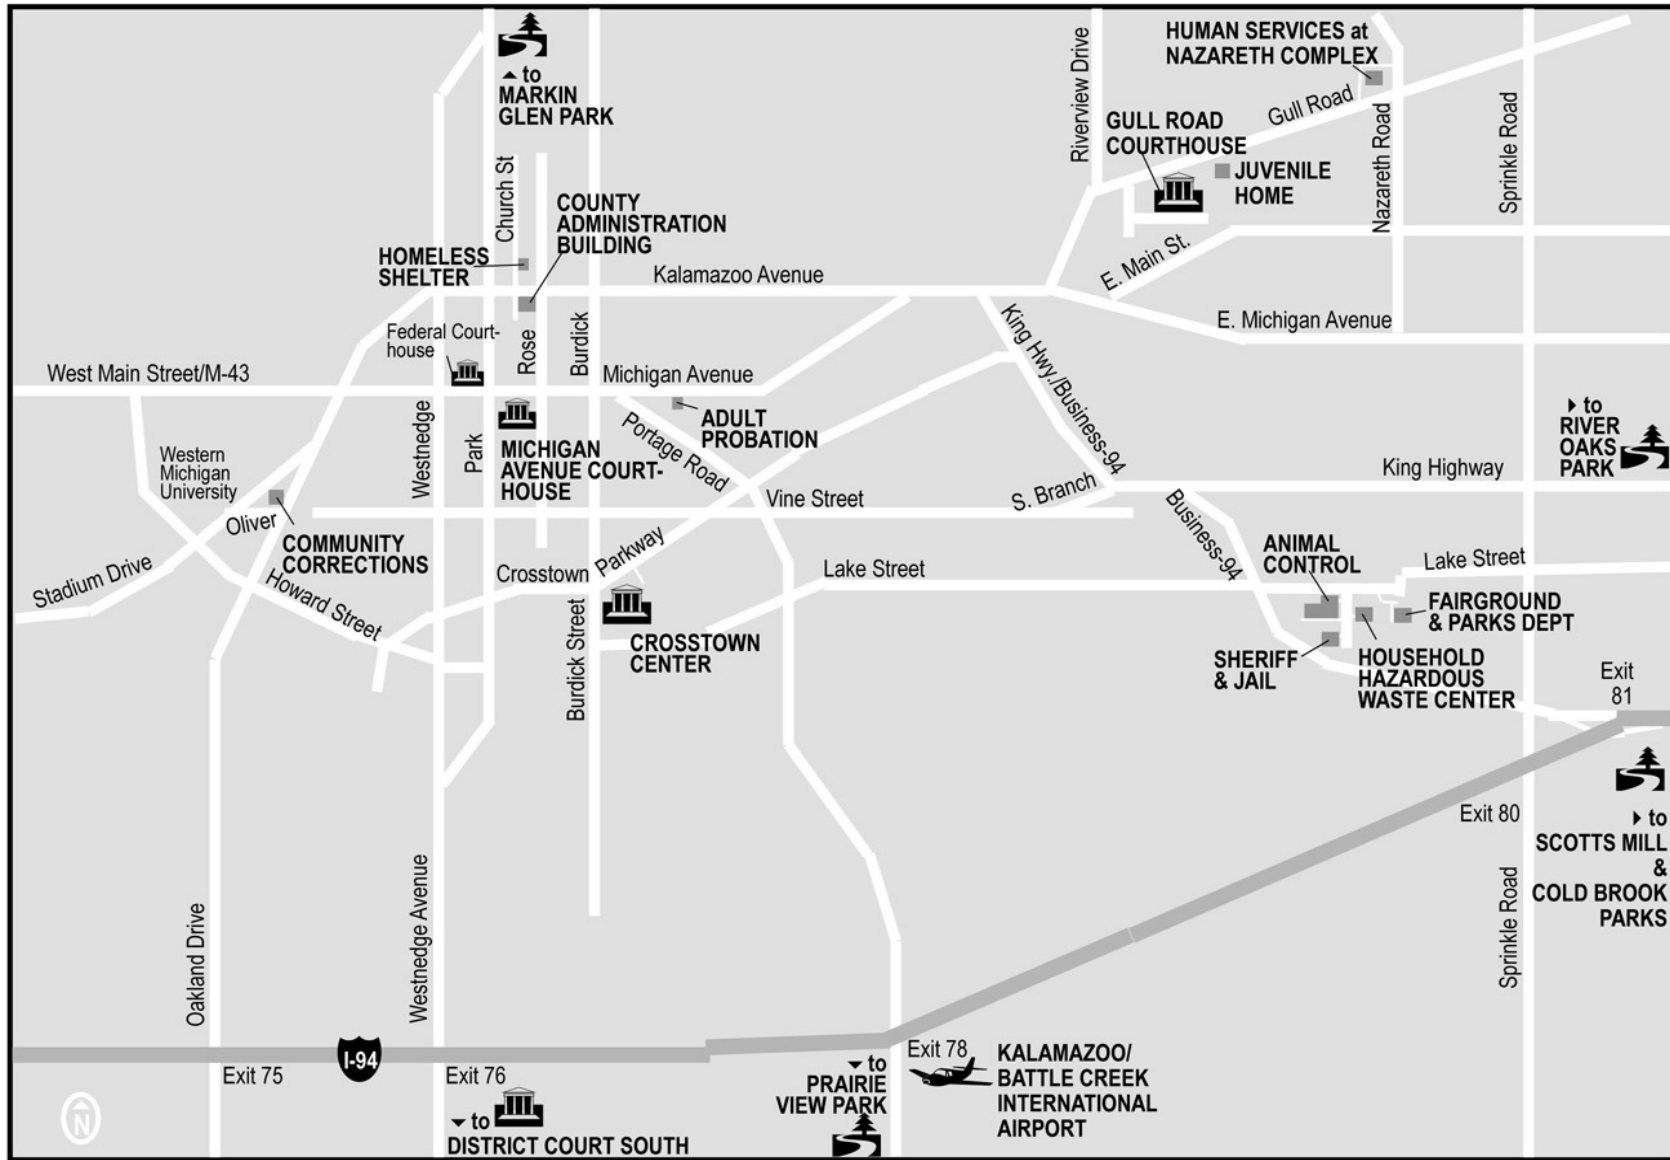 ▲ to
MARKIN
GLEN PARK
Riverview Drive
HUMAN SERVICES at
NAZARETH COMPLEX
Gull Road
GULL ROAD
COURTHOUSE
JUVENILE
HOME
Nazareth Road
Sprinkle Road
Church St
COUNTY
ADMINISTRATION
BUILDING
HOMELESS
SHELTER
Kalamazoo Avenue
E. Main St.
E. Michigan Avenue
Federal Court-
house
Rose
Burdick
King Hwy./Business-94
West Main Street/M-43
Michigan Avenue
Westnedge
Park
MICHIGAN
AVENUE COURT-
HOUSE
Portage Road
ADULT
PROBATION
▶ to
RIVER
OAKS
PARK
Western
Michigan
University
Oliver
COMMUNITY
CORRECTIONS
Vine Street
S. Branch
King Highway
Business-94
Stadium Drive
Howard Street
Crosstown Parkway
Lake Street
ANIMAL
CONTROL
Lake Street
FAIRGROUND
& PARKS DEPT
Burdick Street
CROSSTOWN
CENTER
SHERIFF
& JAIL
HOUSEHOLD
HAZARDOUS
WASTE CENTER
Exit
81
Exit 80
▶ to
SCOTTS MILL
&
COLD BROOK
PARKS
Sprinkle Road
Oakland Drive
Westnedge Avenue
I-94
Exit 75
Exit 76
Exit 78
▼ to
DISTRICT COURT SOUTH
▼ to
PRAIRIE
VIEW PARK
KALAMAZOO/
BATTLE CREEK
INTERNATIONAL
AIRPORT
N